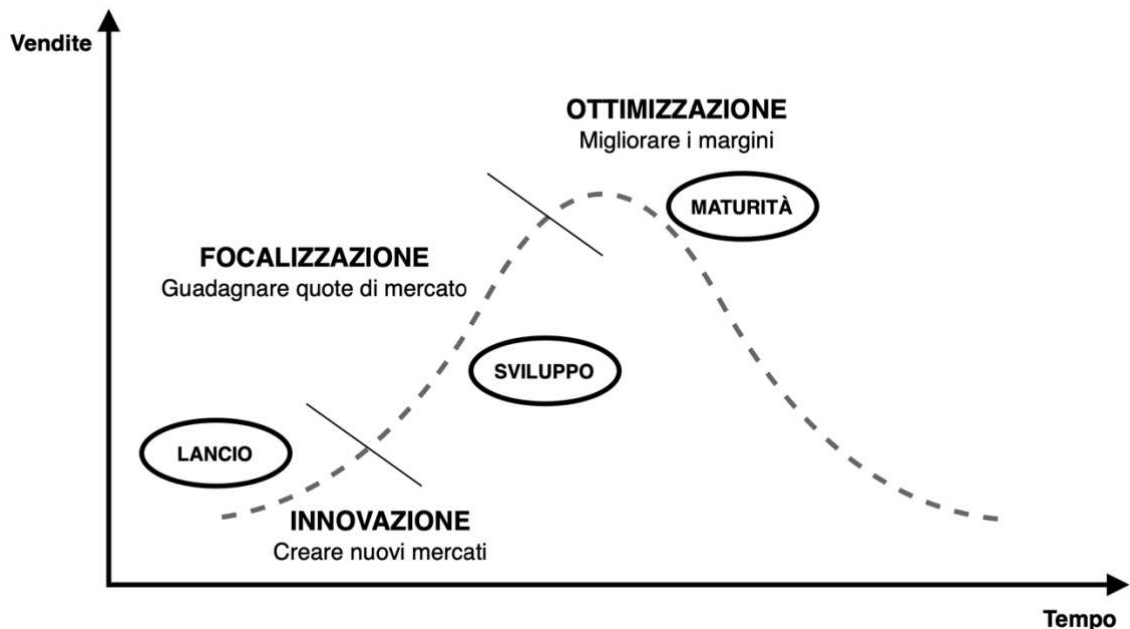 Vendite
OTTIMIZZAZIONE
Migliorare i margini
MATURITÀ
FOCALIZZAZIONE
Guadagnare quote di mercato
SVILUPPO
LANCIO
INNOVAZIONE
Creare nuovi mercati
Tempo